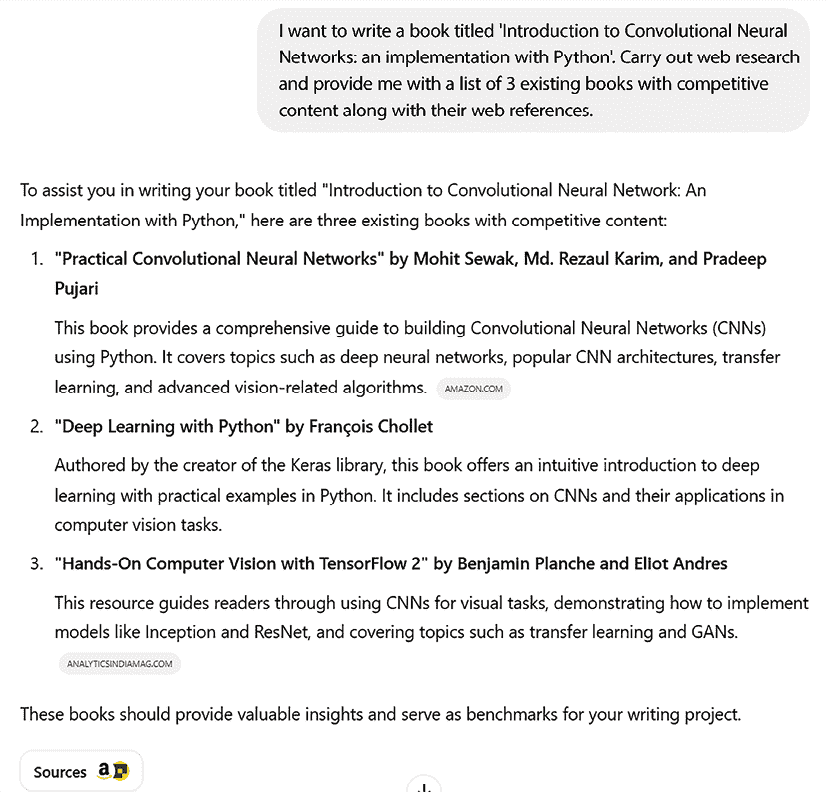 I want to write a book titled 'Introduction to Convolutional Neural
Networks: an implementation with Python'. Carry out web research
and provide me with a list of 3 existing books with competitive
content along with their web references.
To assist you in writing your book titled "Introduction to Convolutional Neural Network: An
Implementation with Python," here are three existing books with competitive content:
1. "Practical Convolutional Neural Networks" by Mohit Sewak, Md. Rezaul Karim, and Pradeep
Pujari
This book provides a comprehensive guide to building Convolutional Neural Networks (CNNs)
using Python. It covers topics such as deep neural networks, popular CNN architectures, transfer
learning, and advanced vision-related algorithms. AMAZON.COM
2. "Deep Learning with Python" by François Chollet
Authored by the creator of the Keras library, this book offers an intuitive introduction to deep
learning with practical examples in Python. It includes sections on CNNs and their applications in
computer vision tasks.
3. "Hands-On Computer Vision with TensorFlow 2" by Benjamin Planche and Eliot Andres
This resource guides readers through using CNNs for visual tasks, demonstrating how to implement
models like Inception and ResNet, and covering topics such as transfer learning and GANs.
ANALYTICSINDIAMAG.COM
These books should provide valuable insights and serve as benchmarks for your writing project.
Sources